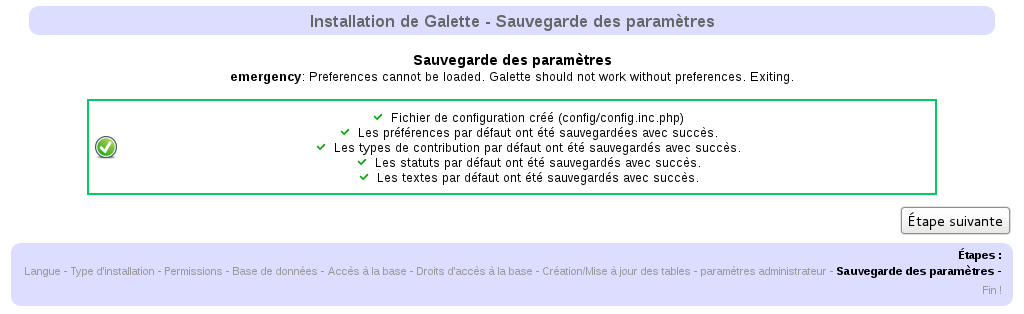 Installation de Galette - Sauvegarde des paramètres
Sauvegarde des paramètres
emergency: Preferences cannot be loaded. Galette should not work without preferences. Exiting.
Fichier de configuration créé (config/config.inc.php)
Les préférences par défaut ont été sauvegardées avec succès.
Les types de contribution par défaut ont été sauvegardés avec succès.
Les statuts par défaut ont été sauvegardés avec succès.
Les textes par défaut ont été sauvegardés avec succès.
Étape suivante
Étapes :
Langue - Type d'installation - Permissions - Base de données - Accès à la base - Droits d'accès à la base - Création/Mise à jour des tables - paramètres administrateur - Sauvegarde des paramètres -
Fin !